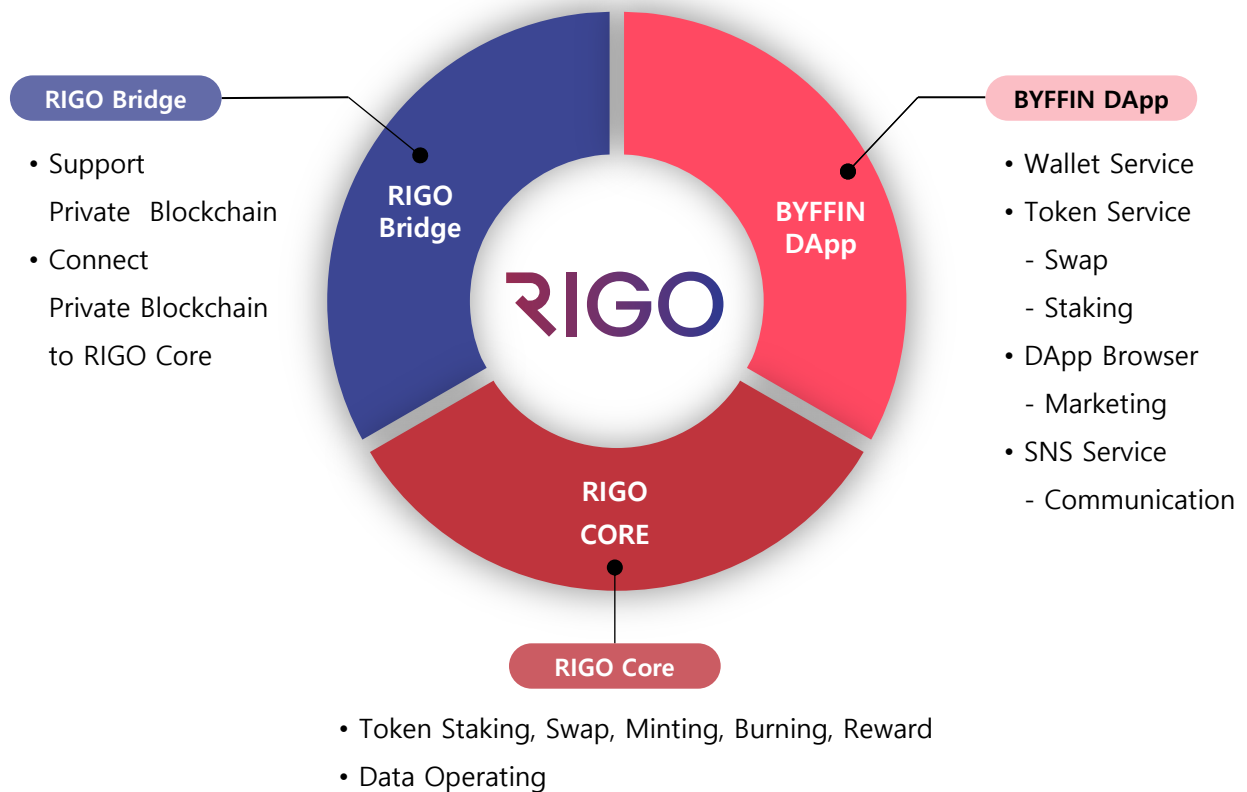 RIGO Bridge
• Support
Private Blockchain
• Connect
Private Blockchain
to RIGO Core
RIGO
Bridge
RIGO
BYFFIN
DApp
RIGO
CORE
BYFFIN DApp
• Wallet Service
• Token Service
- Swap
- Staking
• DApp Browser
- Marketing
• SNS Service
- Communication
RIGO Core
• Token Staking, Swap, Minting, Burning, Reward
• Data Operating